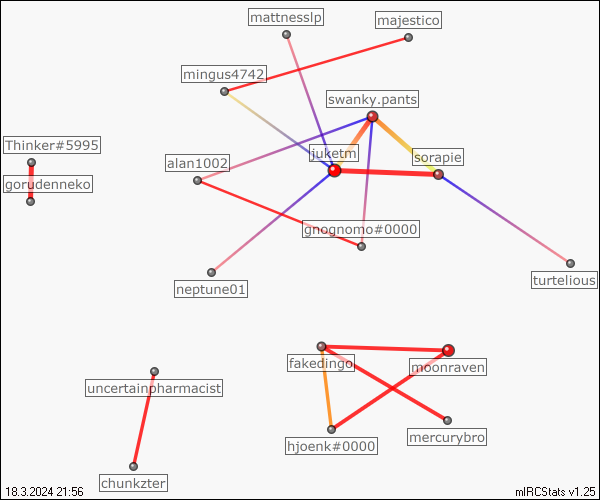 mattnesslp
majestico
mingus4742
swanky.pants
Thinker#5995
juketm
sorapie
alan1002
gorudenneko
gnognomo#0000
turtelious
neptune01
fakedingo
moonraven
uncertainpharmacist
mercurybro
hjoenk#0000
chunkzter
18.3.2024 21:56
mIRCStats v1.25